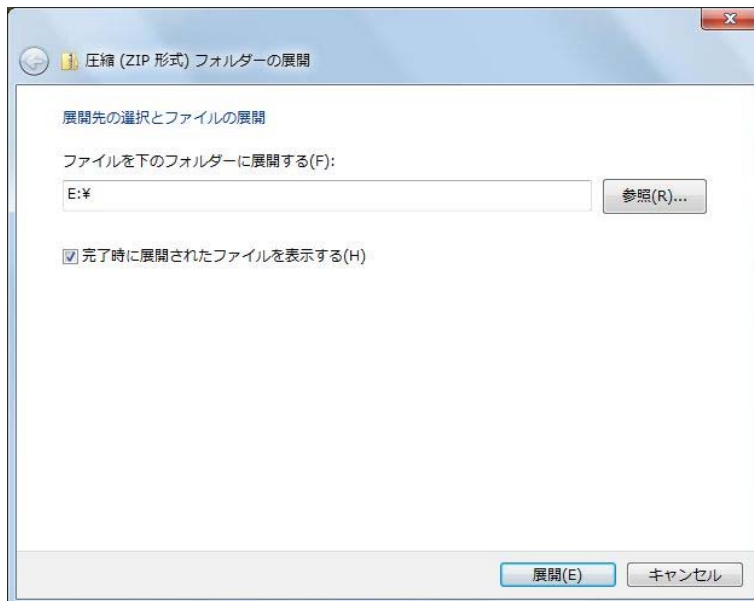 圧縮 (ZIP 形式) フォルダーの展開
展開先の選択とファイルの展開
ファイルを下のフォルダーに展開する(F):
E:¥
参照(R)...
完了時に展開されたファイルを表示する(H)
展開(E)
キャンセル